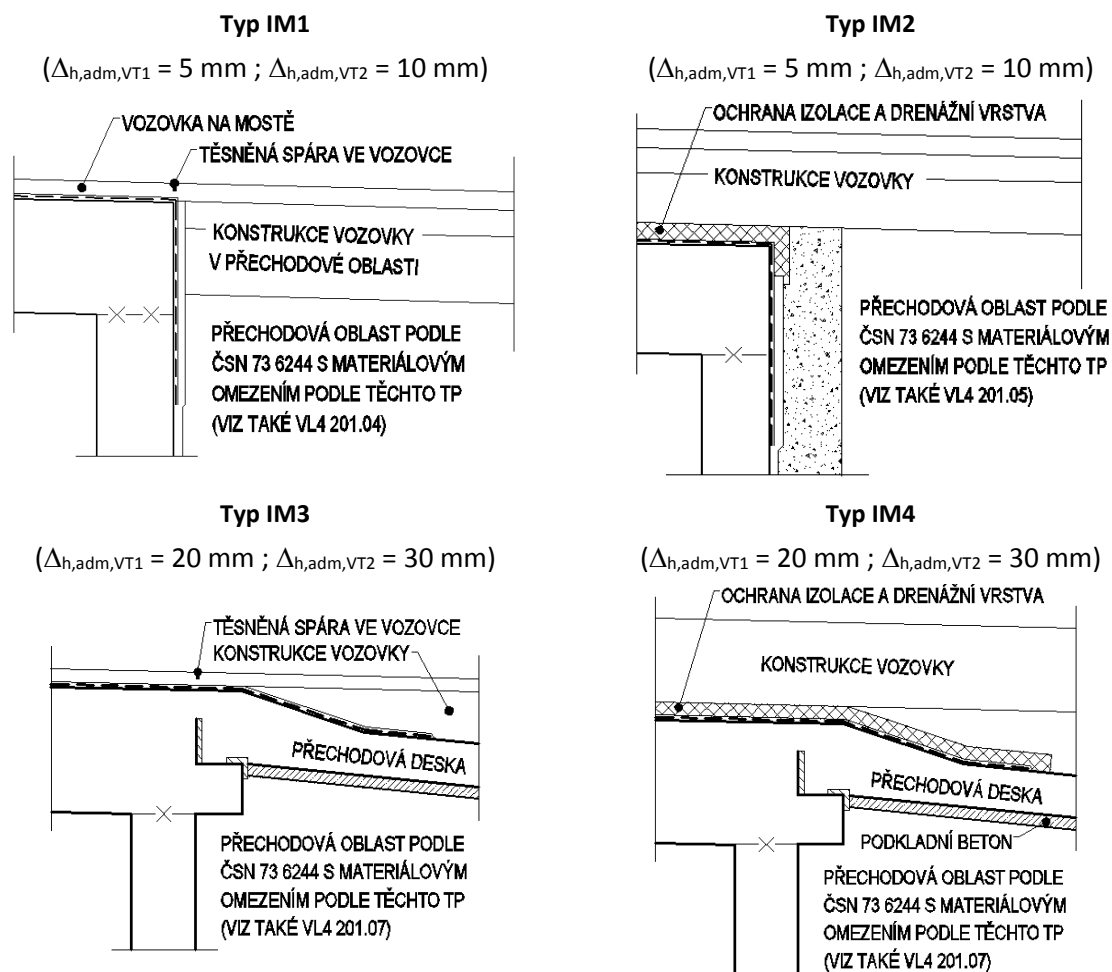 Typ IM1
(Δh,adm,VT1 = 5 mm ; Δh,adm,VT2 = 10 mm)
VOZOVKA NA MOSTĚ
TĚSNĚNÁ SPÁRA VE VOZOVCE
KONSTRUKCE VOZOVKY
V PŘECHODOVÉ OBLASTI
PŘECHODOVÁ OBLAST PODLE
ČSN 73 6244 S MATERIÁLOVÝM
OMEZENÍM PODLE TĚCHTO TP
(VIZ TAKÉ VL4 201.04)
Typ IM2
(Δh,adm,VT1 = 5 mm ; Δh,adm,VT2 = 10 mm)
OCHRANA IZOLACE A DRENÁŽNÍ VRSTVA
KONSTRUKCE VOZOVKY
PŘECHODOVÁ OBLAST PODLE
ČSN 73 6244 S MATERIÁLOVÝM
OMEZENÍM PODLE TĚCHTO TP
(VIZ TAKÉ VL4 201.05)
Typ IM3
(Δh,adm,VT1 = 20 mm ; Δh,adm,VT2 = 30 mm)
TĚSNĚNÁ SPÁRA VE VOZOVCE
KONSTRUKCE VOZOVKY
PŘECHODOVÁ DESKA
PŘECHODOVÁ OBLAST PODLE
ČSN 73 6244 S MATERIÁLOVÝM
OMEZENÍM PODLE TĚCHTO TP
(VIZ TAKÉ VL4 201.07)
Typ IM4
(Δh,adm,VT1 = 20 mm ; Δh,adm,VT2 = 30 mm)
OCHRANA IZOLACE A DRENÁŽNÍ VRSTVA
KONSTRUKCE VOZOVKY
PŘECHODOVÁ DESKA
PODKLADNÍ BETON
PŘECHODOVÁ OBLAST PODLE
ČSN 73 6244 S MATERIÁLOVÝM
OMEZENÍM PODLE TĚCHTO TP
(VIZ TAKÉ VL4 201.07)